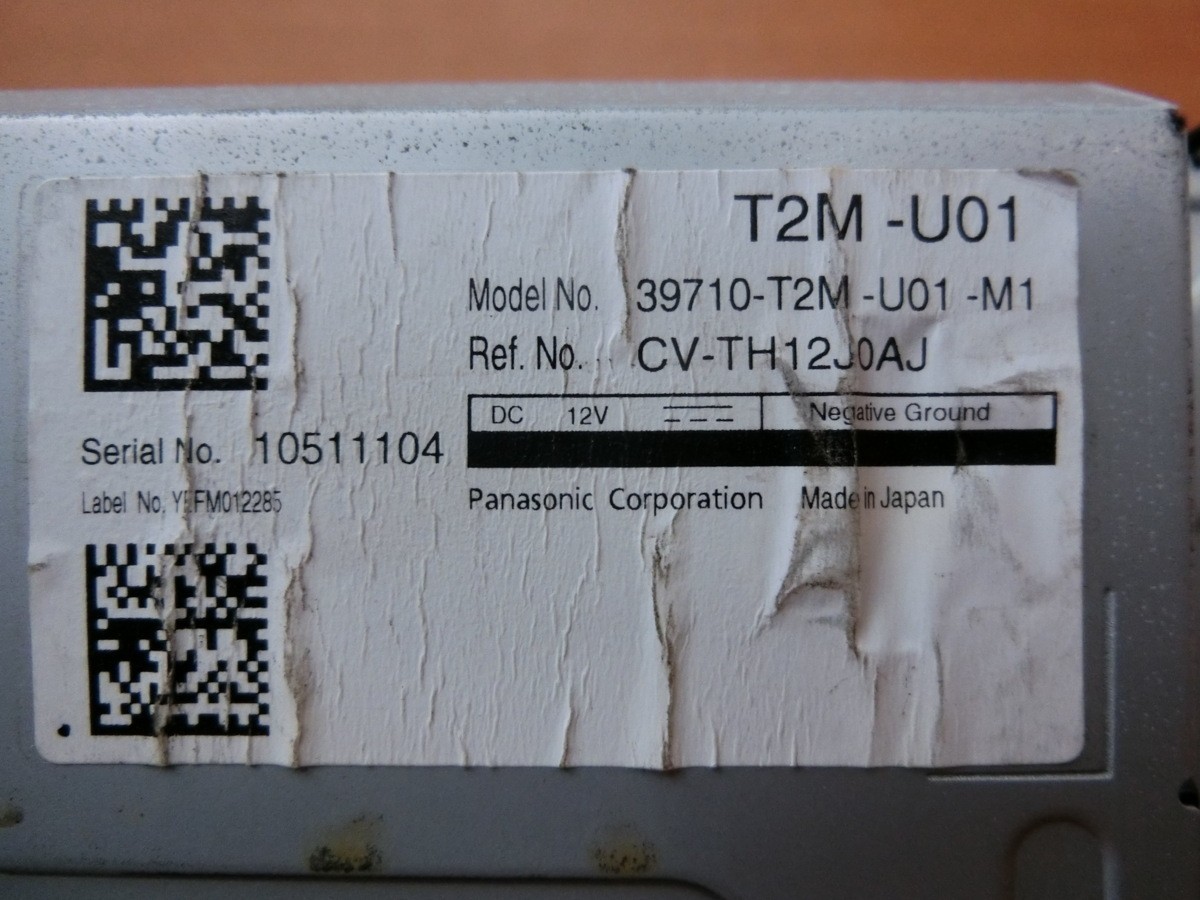 T2M -U01
Model No. 39710-T2M -U01 -M1
Ref. No. CV-TH12J0AJ
DC 12V Negative Ground
Serial No. 10511104
Label No.
Panasonic Corporation Made in Japan